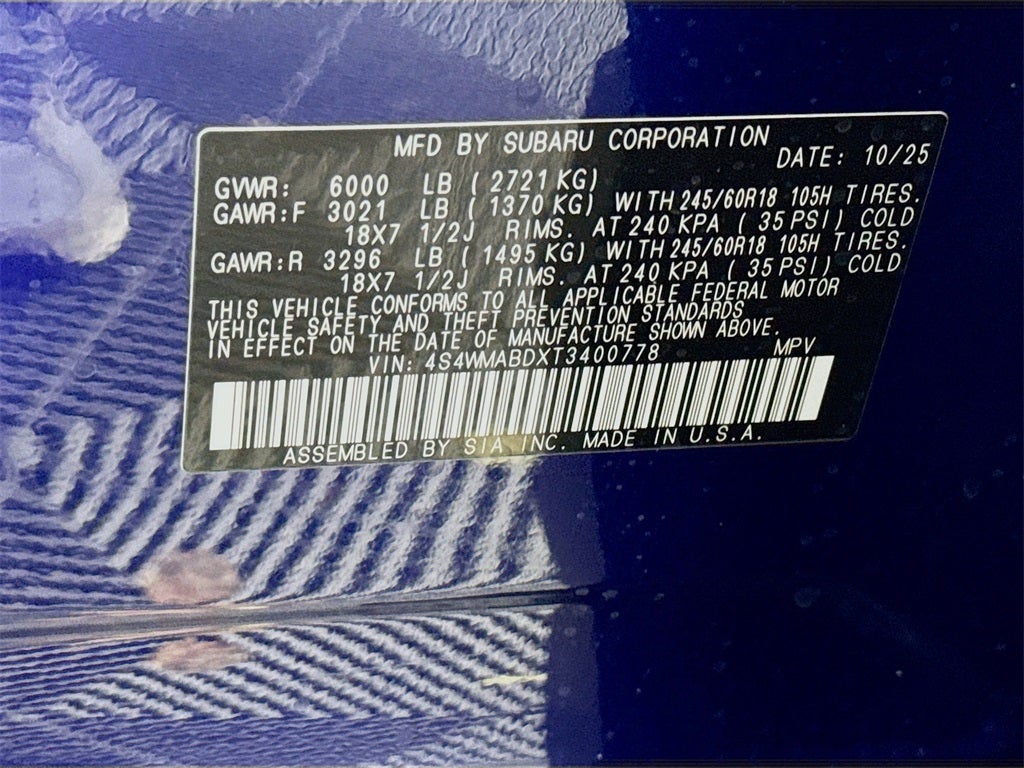 MFD BY SUBARU CORPORATION
DATE: 10/25
GVWR: 6000 LB ( 2721 KG)
GAWR:F 3021 LB ( 1370 KG) WITH 245/60R18 105H TIRES.
18X7 1/2J RIMS. AT 240 KPA ( 35 PSI) COLD
GAWR:R 3296 LB ( 1495 KG) WITH 245/60R18 105H TIRES.
18X7 1/2J RIMS. AT 240 KPA ( 35 PSI) COLD
THIS VEHICLE CONFORMS TO ALL APPLICABLE FEDERAL MOTOR
VEHICLE SAFETY AND THEFT PREVENTION STANDARDS
IN EFFECT ON THE DATE OF MANUFACTURE SHOWN ABOVE.
VIN: 4S4WMABDXT3400778 MPV
ASSEMBLED BY SIA INC. MADE IN U.S.A.